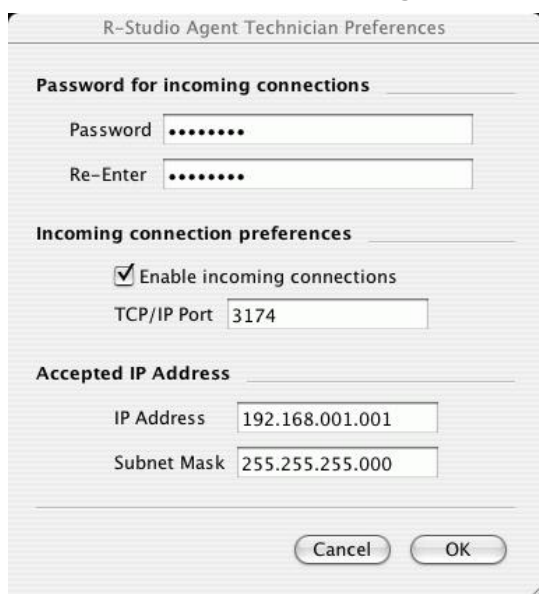 R-Studio Agent Technician Preferences
Password for incoming connections
Password ••••••••
Re-Enter ••••••••
Incoming connection preferences
Enable incoming connections
TCP/IP Port 3174
Accepted IP Address
IP Address 192.168.001.001
Subnet Mask 255.255.255.000
Cancel OK